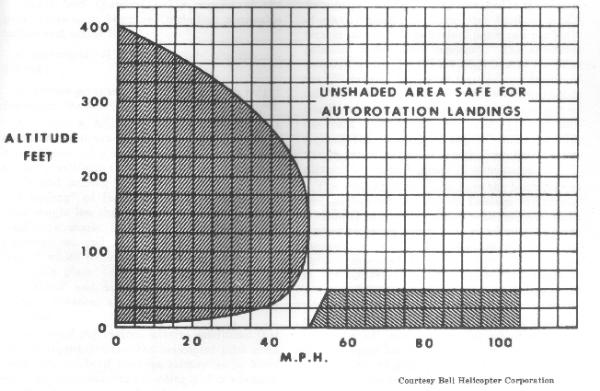 400
UNSHADED AREA SAFE FOR
300
AUTOROTATION LANDINGS
ALTITUDE
FEET
200
100
0
0 20 40 60 80 100
M.P.H.
Courtesy Bell Helicopter Corporation